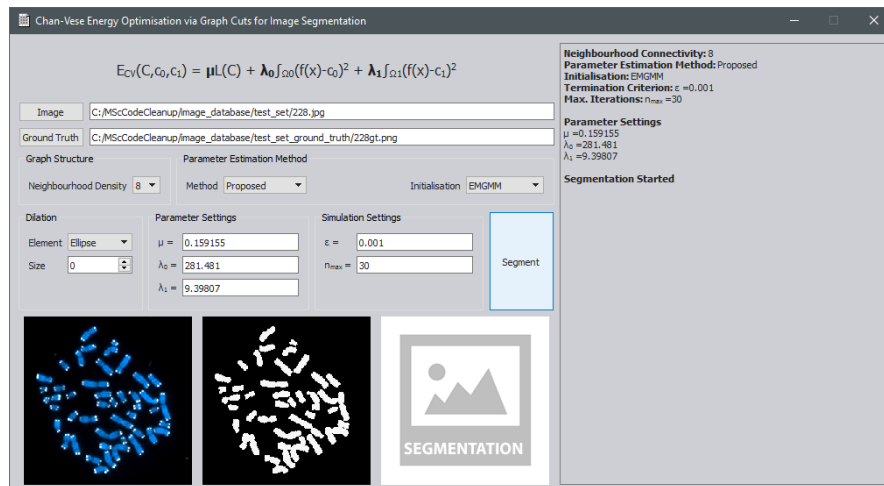 Chan-Vese Energy Optimisation via Graph Cuts for Image Segmentation
E_CV(C,c₀,c₁) = μL(C) + λ₀∫_Ω0(f(x)-c₀)² + λ₁∫_Ω1(f(x)-c₁)²
Image C:/MScCodeCleanup/image_database/test_set/228.jpg
Ground Truth C:/MScCodeCleanup/image_database/test_set_ground_truth/228gt.png
Graph Structure Parameter Estimation Method
Neighbourhood Density 8 Method Proposed Initialisation EMGMM
Dilation Parameter Settings Simulation Settings
Element Ellipse μ = 0.159155 ε = 0.001
Size 0 λ₀ = 281.481 n_max = 30
λ₁ = 9.39807
Segment
SEGMENTATION
Neighbourhood Connectivity: 8
Parameter Estimation Method: Proposed
Initialisation: EMGMM
Termination Criterion: ε =0.001
Max. Iterations: n_max =30
Parameter Settings
μ =0.159155
λ₀ =281.481
λ₁ =9.39807
Segmentation Started